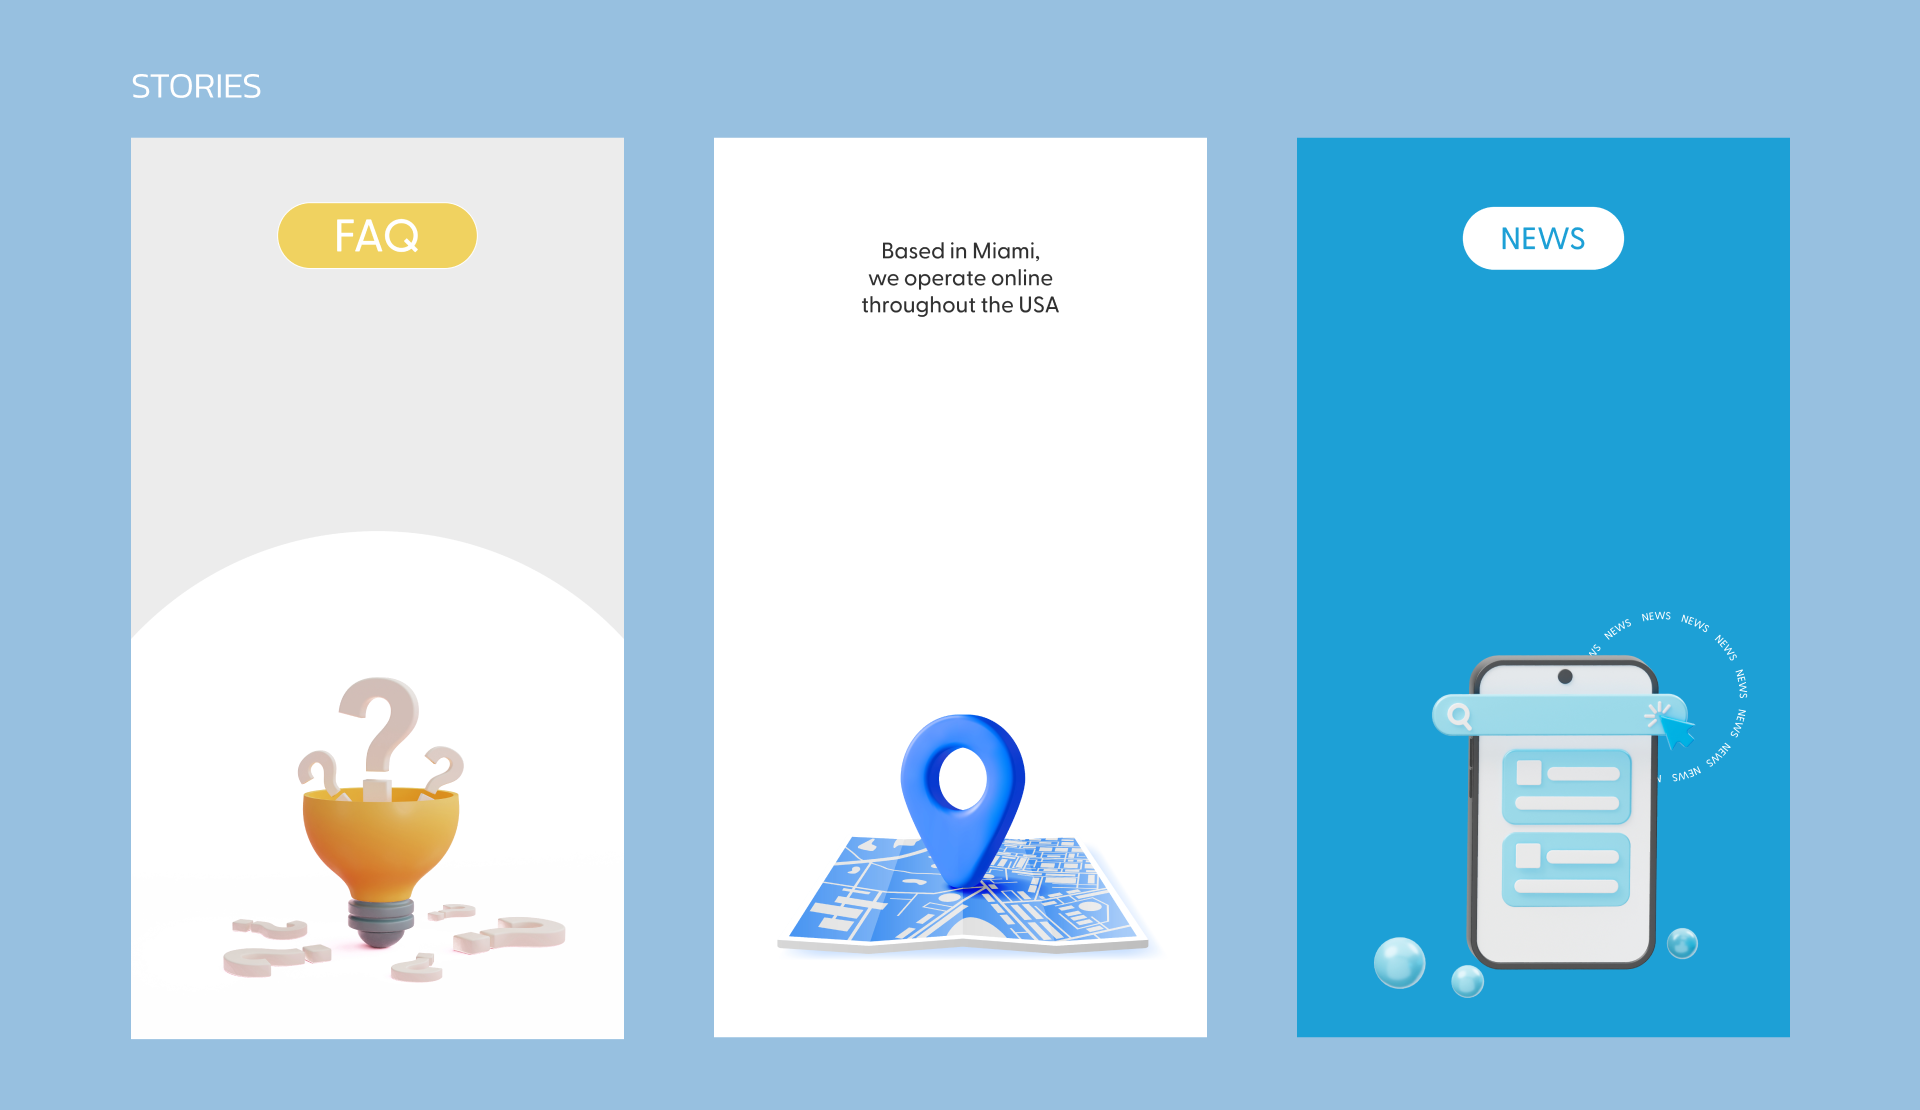 STORIES
FAQ
Based in Miami,
we operate online
throughout the USA
NEWS
NEWS NEWS NEWS NEWS NEWS NEWS NEWS NEWS